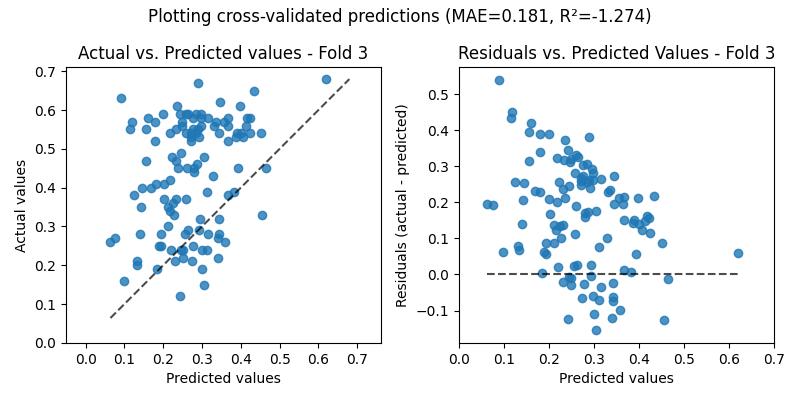 Plotting cross-validated predictions (MAE=0.181, R²=-1.274)
Actual vs. Predicted values - Fold 3
0.7
0.6
0.5
0.4
0.3
0.2
0.1
0.0
Actual values
0.0 0.1 0.2 0.3 0.4 0.5 0.6 0.7
Predicted values
Residuals vs. Predicted Values - Fold 3
0.5
0.4
0.3
0.2
0.1
0.0
−0.1
Residuals (actual - predicted)
0.0 0.1 0.2 0.3 0.4 0.5 0.6 0.7
Predicted values